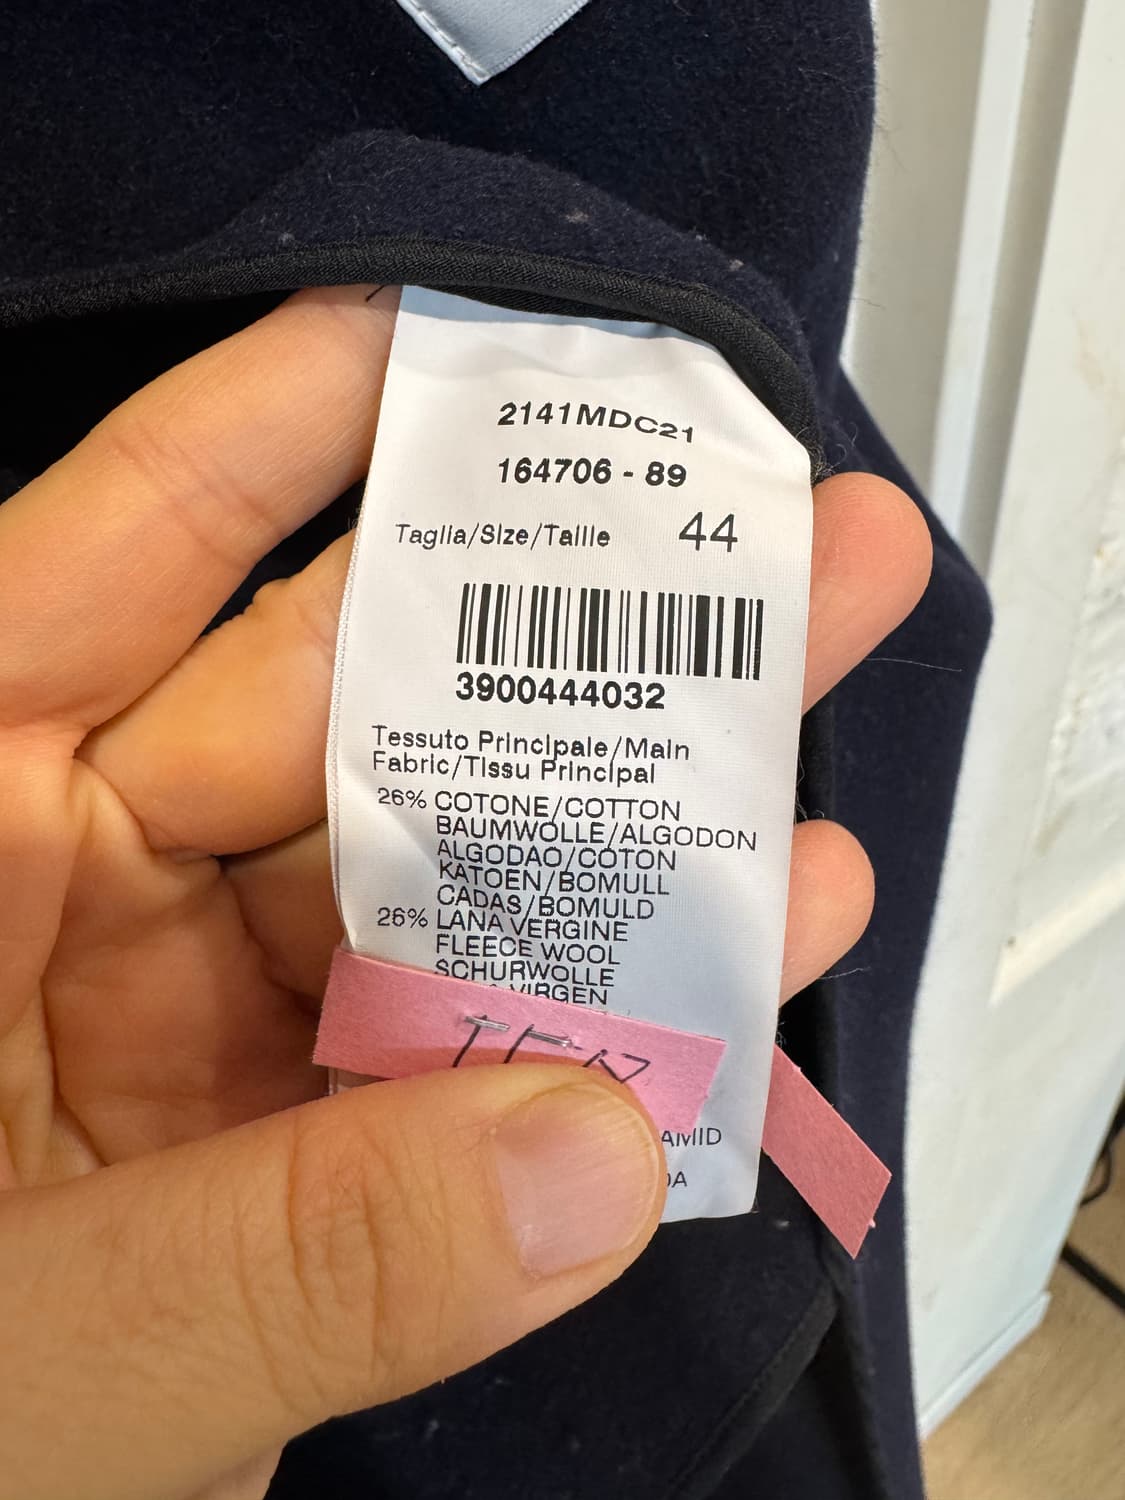 2141MDC21
164706 - 89
Taglia/Size/Taille 44
3900444032
Tessuto Principale/Main
Fabric/Tissu Principal
26% COTONE/COTTON
BAUMWOLLE/ALGODON
ALGODAO/COTON
KATOEN/BOMULL
CADAS/BOMULD
26% LANA VERGINE
FLEECE WOOL
SCHURWOLLE
VIRGEN